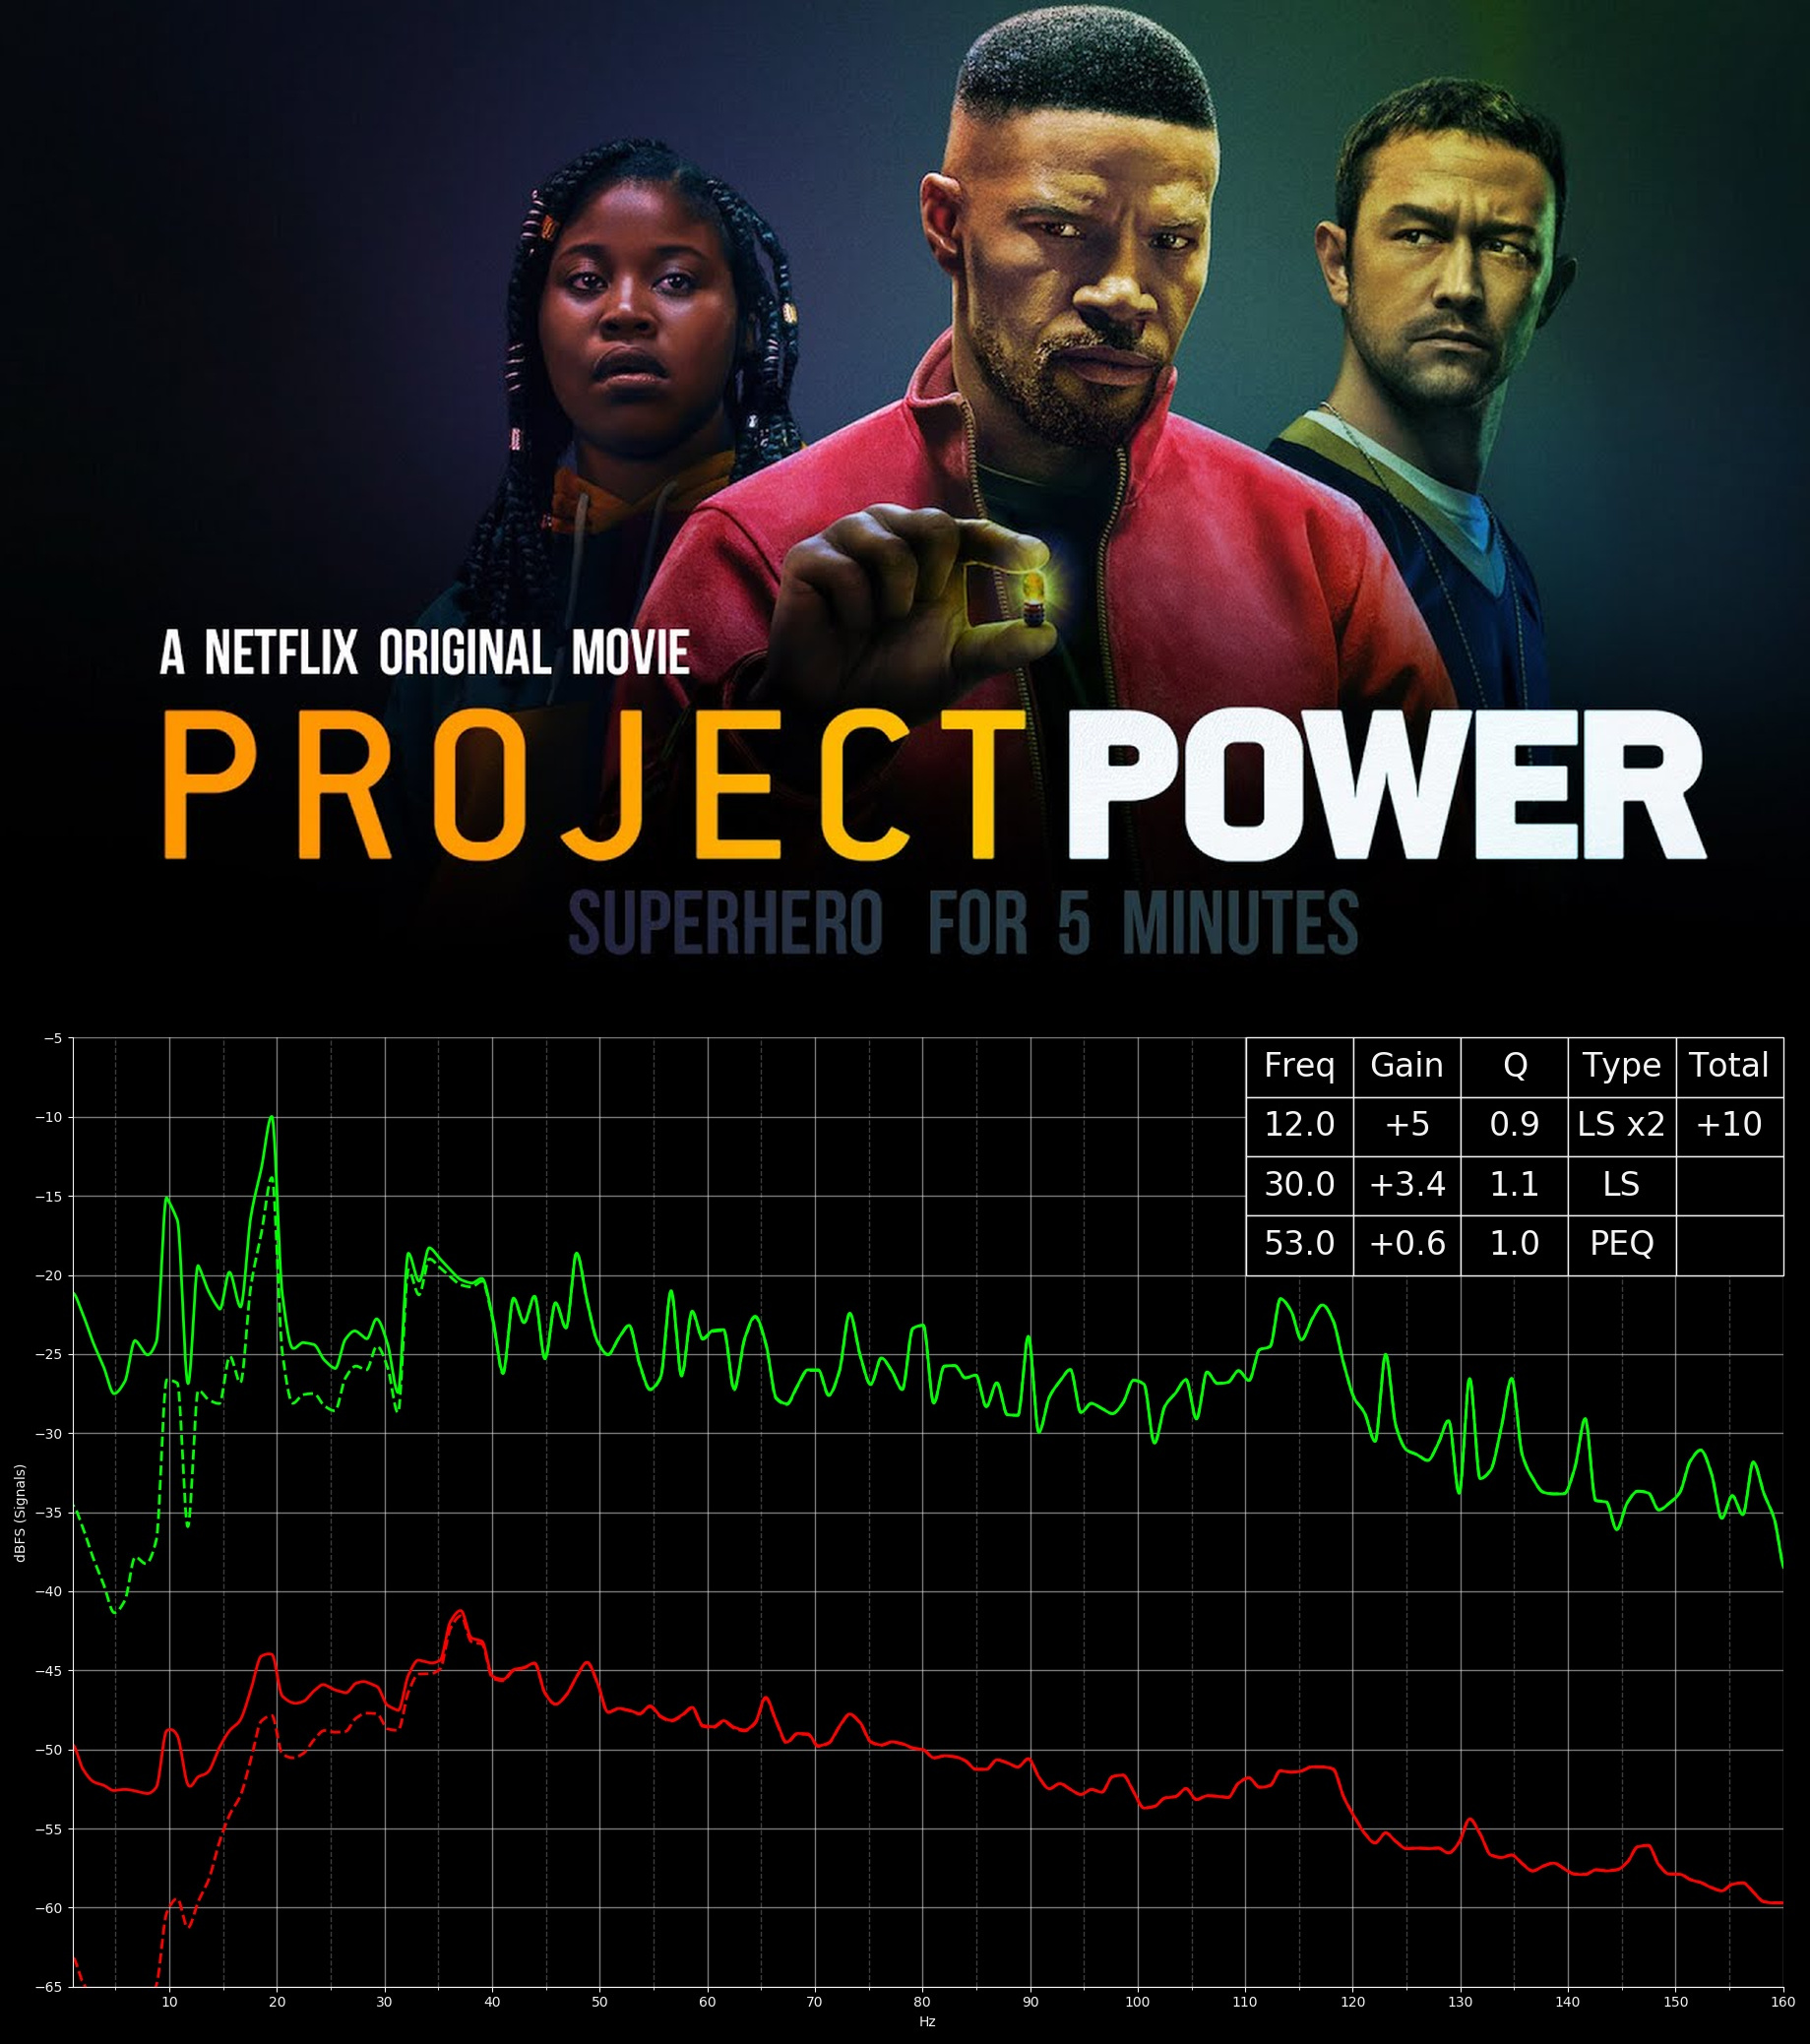 A NETFLIX ORIGINAL MOVIE
PROJECT POWER
SUPERHERO FOR 5 MINUTES
Freq Gain Q Type Total
12.0 +5 0.9 LS x2 +10
30.0 +3.4 1.1 LS
53.0 +0.6 1.0 PEQ
−5
−10
−15
−20
−25
−30
−35
−40
−45
−50
−55
−60
−65
dBFS (Signals)
10 20 30 40 50 60 70 80 90 100 110 120 130 140 150 160
Hz